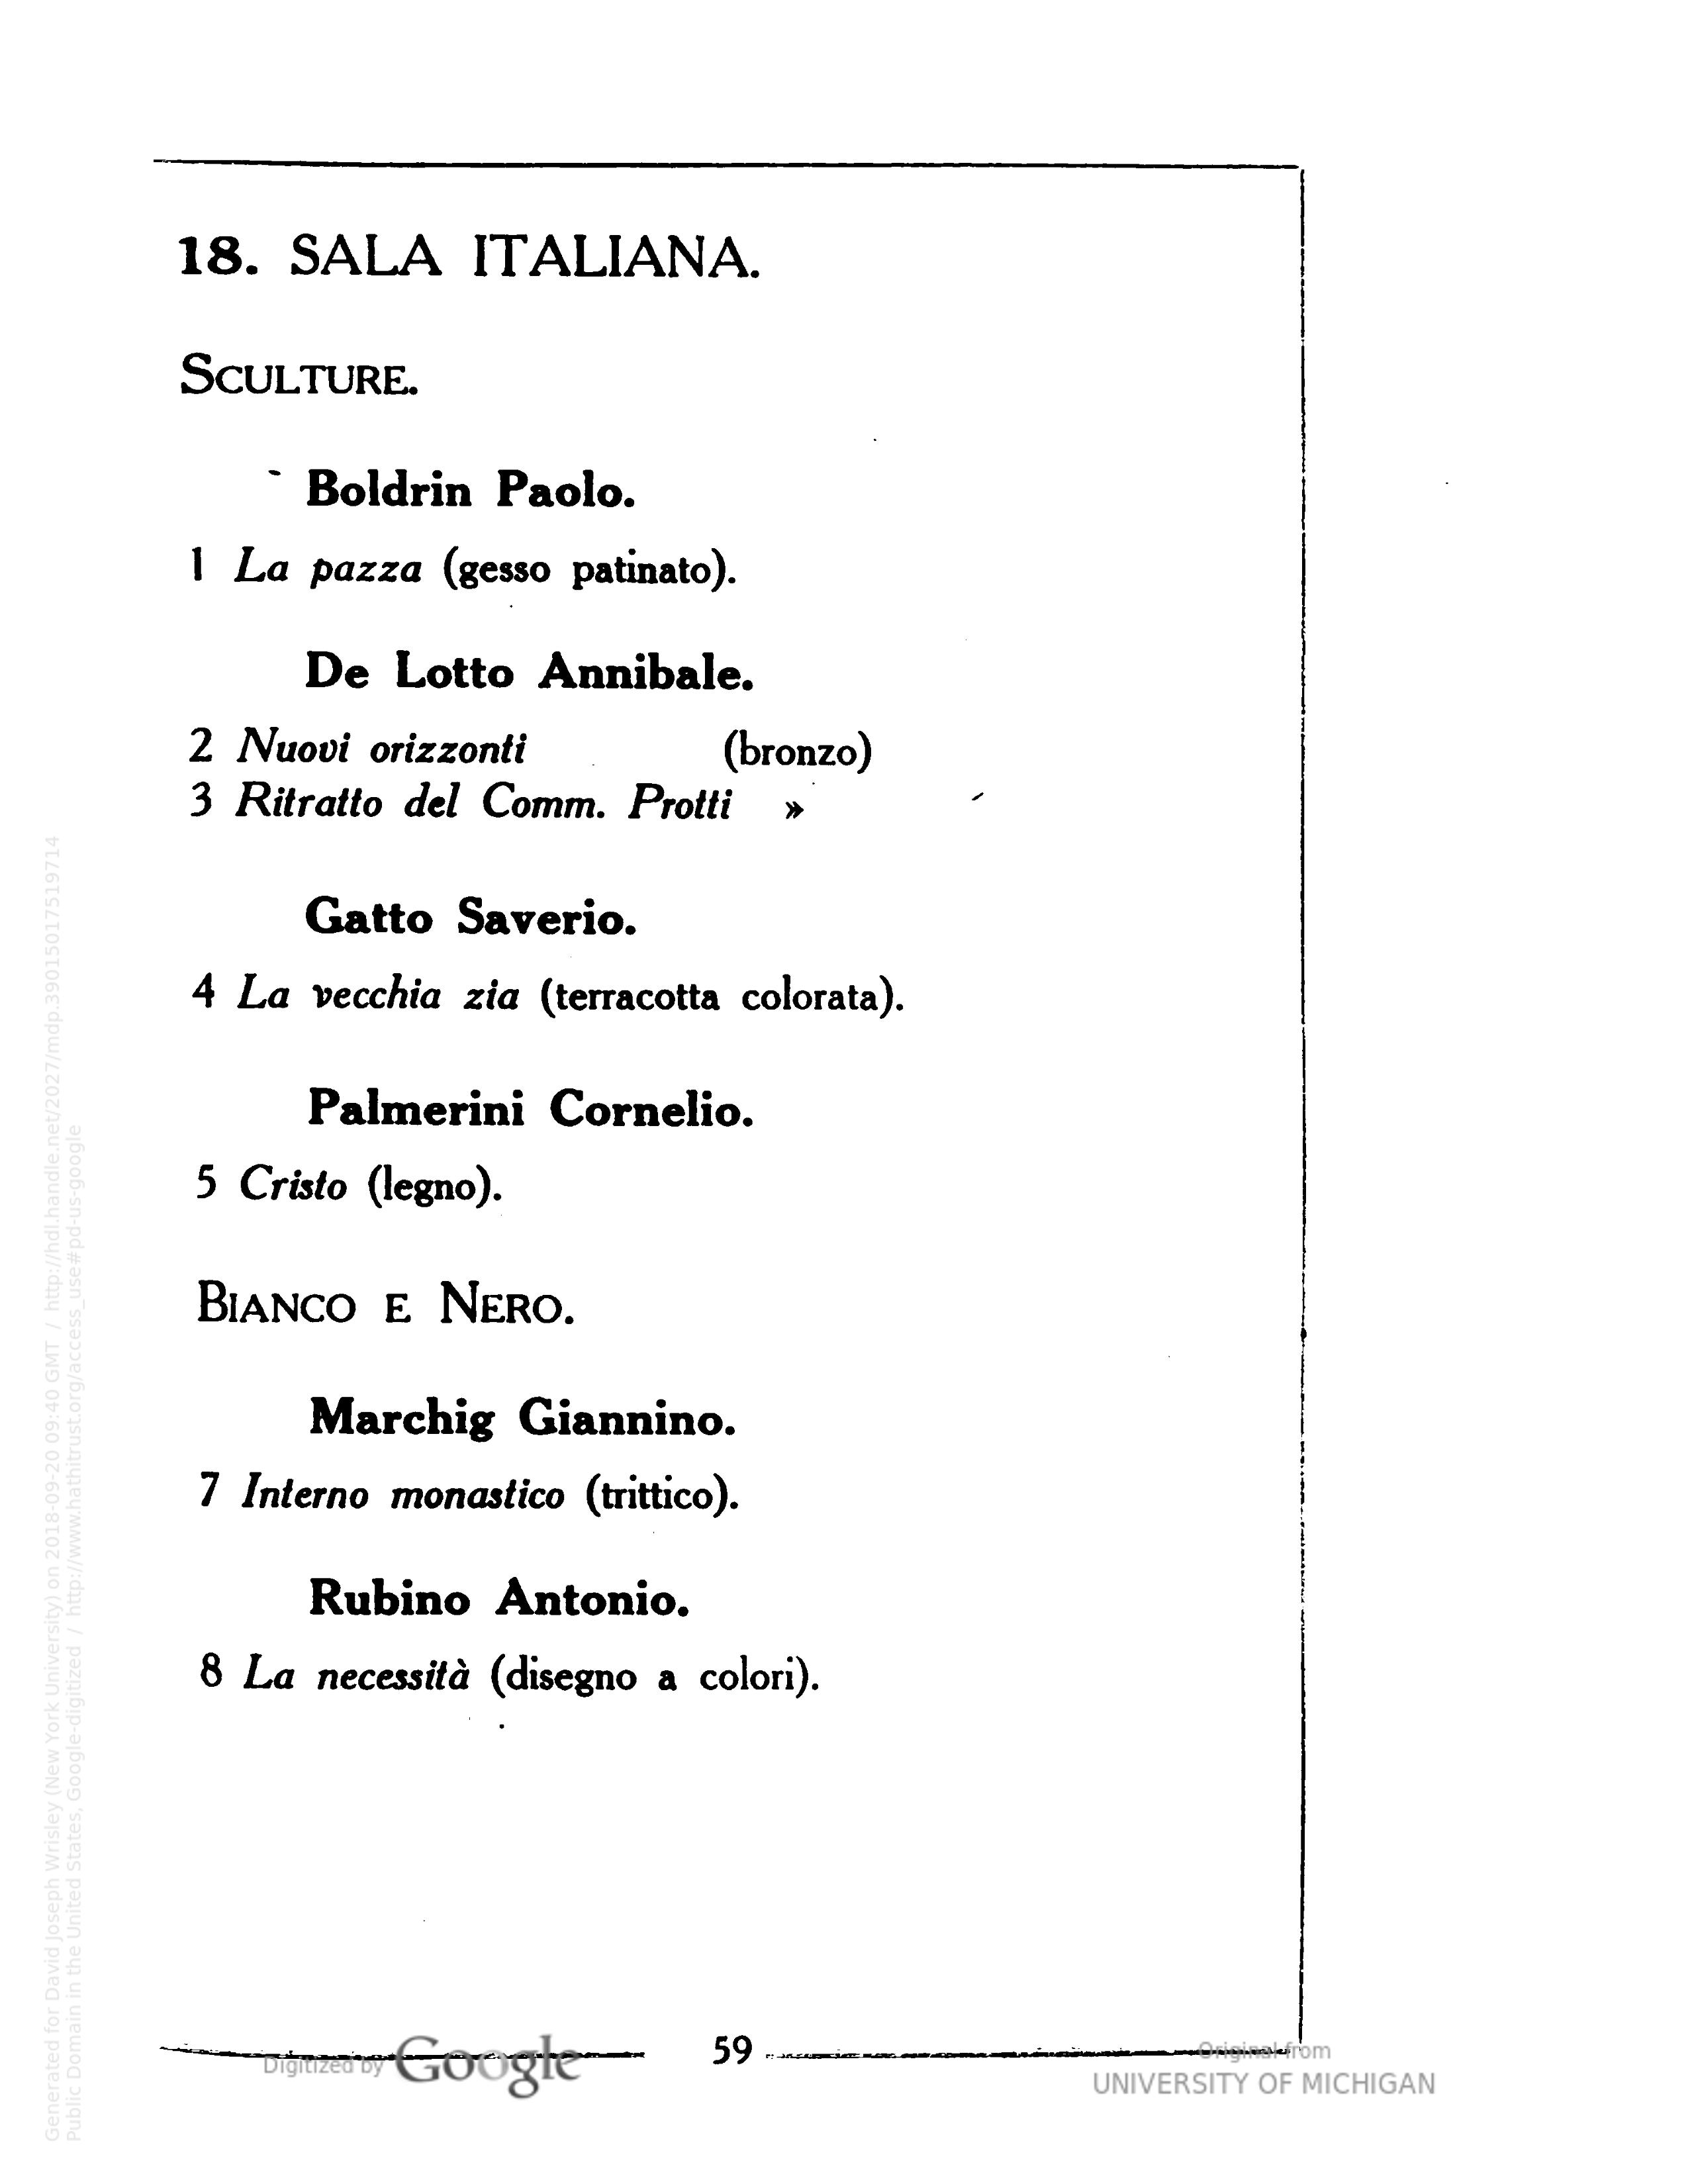 18. SALA ITALIANA.
SCULTURE.
Boldrin Paolo.
1 La pazza (gesso patinato).
De Lotto Annibale.
2 Nuovi orizzonti (bronzo)
3 Ritratto del Comm. Protti »
Gatto Saverio.
4 La vecchia zia (terracotta colorata).
Palmerini Cornelio.
5 Cristo (legno).
BIANCO E NERO.
Marchig Giannino.
7 Interno monastico (trittico).
Rubino Antonio.
8 La necessità (disegno a colori).
59
Digitized by Google
Original from
UNIVERSITY OF MICHIGAN
Generated for David Joseph Wrisley (New York University) on 2018-09-20 09:40 GMT / http://hdl.handle.net/2027/mdp.39015017519714
Public Domain in the United States, Google-digitized / http://www.hathitrust.org/access_use#pd-us-google